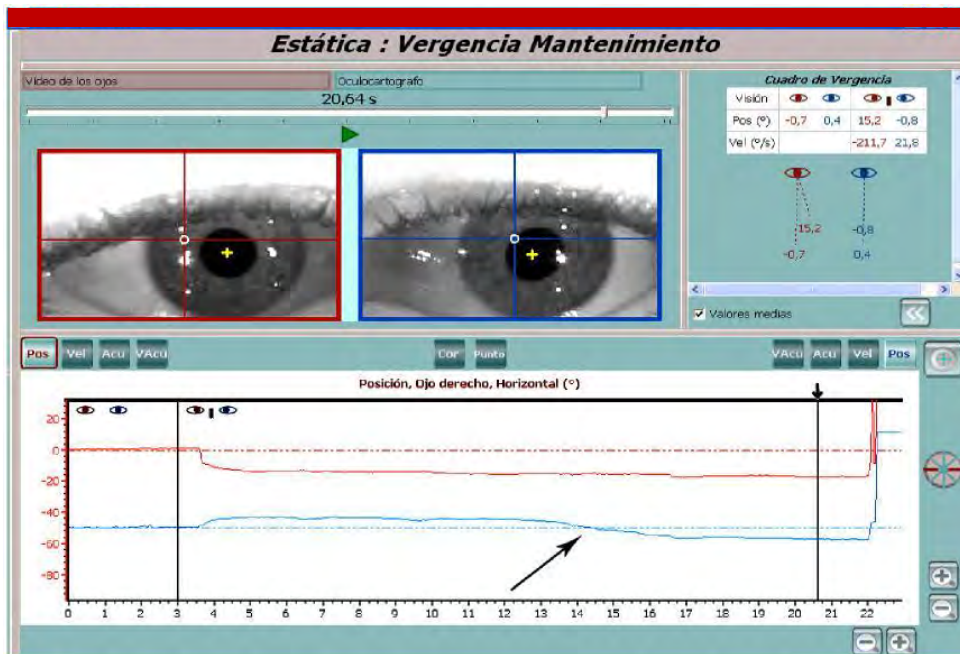 Estática : Vergencia Mantenimiento
Vídeo de los ojos Oculocartografo
20,64 s
Cuadro de Vergencia
Visión
Pos (°) -0,7 0,4 15,2 -0,8
Vel (°/s) -211,7 21,8
15,2 -0,8
-0,7 0,4
Valores medias
Pos Vel Acu VAcu Cor Punto VAcu Acu Vel Pos
Posición, Ojo derecho, Horizontal (°)
20
0
-20
-40
-60
-80
0 1 2 3 4 5 6 7 8 9 10 11 12 13 14 15 16 17 18 19 20 21 22